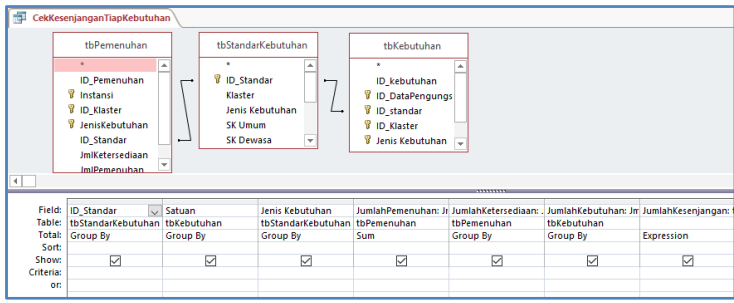 CekKesenjanganTiapKebutuhan
tbPemenuhan
*
ID_Pemenuhan
Instansi
ID_Klaster
JenisKebutuhan
ID_Standar
JmlKetersediaan
JmlPemenuhan
tbStandarKebutuhan
*
ID_Standar
Klaster
Jenis Kebutuhan
SK Umum
SK Dewasa
tbKebutuhan
*
ID_kebutuhan
ID_DataPengungs
ID_standar
ID_Klaster
Jenis Kebutuhan
Field: ID_Standar Satuan Jenis Kebutuhan JumlahPemenuhan: Jr JumlahKetersediaan: . JumlahKebutuhan: Jm JumlahKesenjangan:
Table: tbStandarKebutuhan tbKebutuhan tbStandarKebutuhan tbPemenuhan tbPemenuhan tbKebutuhan
Total: Group By Group By Group By Sum Group By Group By Expression
Sort:
Show:
Criteria:
or: